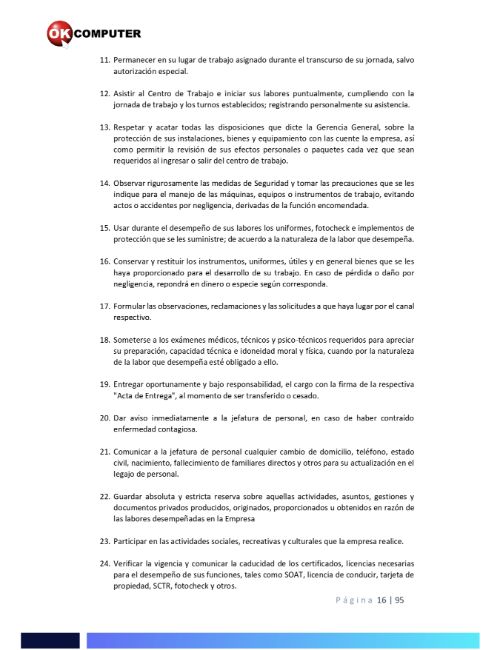 OK COMPUTER
11. Permanecer en su lugar de trabajo asignado durante el transcurso de su jornada, salvo
autorización especial.
12. Asistir al Centro de Trabajo e iniciar sus labores puntualmente, cumpliendo con la
jornada de trabajo y los turnos establecidos; registrando personalmente su asistencia.
13. Respetar y acatar todas las disposiciones que dicte la Gerencia General, sobre la
protección de sus instalaciones, bienes y equipamiento con las cuente la empresa, así
como permitir la revisión de sus efectos personales o paquetes cada vez que sean
requeridos al ingresar o salir del centro de trabajo.
14. Observar rigurosamente las medidas de Seguridad y tomar las precauciones que se les
indique para el manejo de las máquinas, equipos o instrumentos de trabajo, evitando
actos o accidentes por negligencia, derivadas de la función encomendada.
15. Usar durante el desempeño de sus labores los uniformes, fotocheck e implementos de
protección que se les suministre; de acuerdo a la naturaleza de la labor que desempeña.
16. Conservar y restituir los instrumentos, uniformes, útiles y en general bienes que se les
haya proporcionado para el desarrollo de su trabajo. En caso de pérdida o daño por
negligencia, repondrá en dinero o especie según corresponda.
17. Formular las observaciones, reclamaciones y las solicitudes a que haya lugar por el canal
respectivo.
18. Someterse a los exámenes médicos, técnicos y psico-técnicos requeridos para apreciar
su preparación, capacidad técnica e idoneidad moral y física, cuando por la naturaleza
de la labor que desempeña esté obligado a ello.
19. Entregar oportunamente y bajo responsabilidad, el cargo con la firma de la respectiva
"Acta de Entrega", al momento de ser transferido o cesado.
20. Dar aviso inmediatamente a la jefatura de personal, en caso de haber contraído
enfermedad contagiosa.
21. Comunicar a la jefatura de personal cualquier cambio de domicilio, teléfono, estado
civil, nacimiento, fallecimiento de familiares directos y otros para su actualización en el
legajo de personal.
22. Guardar absoluta y estricta reserva sobre aquellas actividades, asuntos, gestiones y
documentos privados producidos, originados, proporcionados u obtenidos en razón de
las labores desempeñadas en la Empresa
23. Participar en las actividades sociales, recreativas y culturales que la empresa realice.
24. Verificar la vigencia y comunicar la caducidad de los certificados, licencias necesarias
para el desempeño de sus funciones, tales como SOAT, licencia de conducir, tarjeta de
propiedad, SCTR, fotocheck y otros.
Página 16 | 95